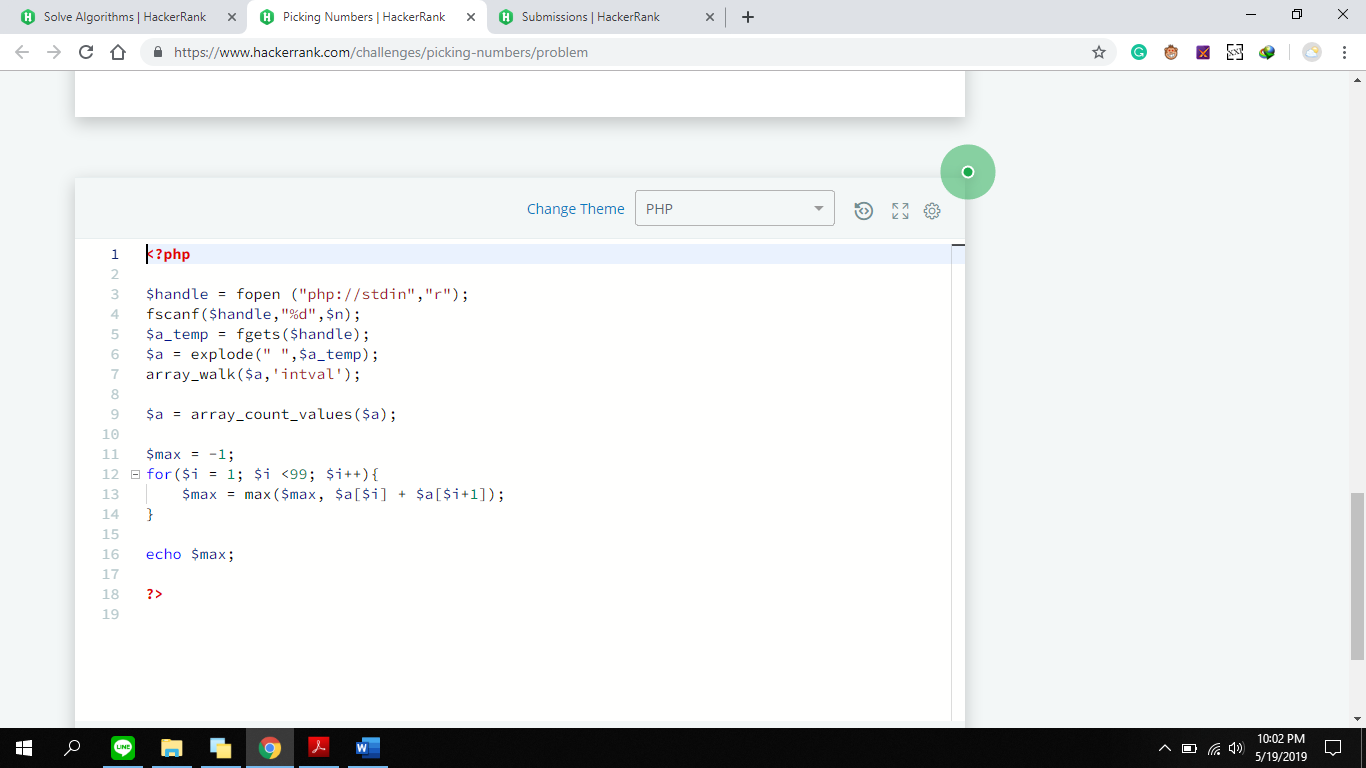 Solve Algorithms | HackerRank
Picking Numbers | HackerRank
Submissions | HackerRank
https://www.hackerrank.com/challenges/picking-numbers/problem
Change Theme PHP
1 <?php
2
3 $handle = fopen ("php://stdin","r");
4 fscanf($handle,"%d",$n);
5 $a_temp = fgets($handle);
6 $a = explode(" ",$a_temp);
7 array_walk($a,'intval');
8
9 $a = array_count_values($a);
10
11 $max = -1;
12 for($i = 1; $i <99; $i++){
13     $max = max($max, $a[$i] + $a[$i+1]);
14 }
15
16 echo $max;
17
18 ?>
19
LINE
10:02 PM
5/19/2019